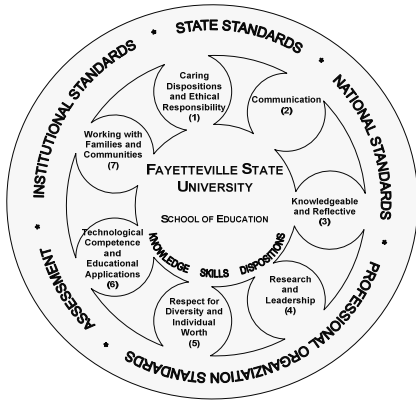 STATE STANDARDS
NATIONAL STANDARDS
PROFESSIONAL ORGANZIATION STANDARDS
ASSESSMENT
INSTITUTIONAL STANDARDS
Caring
Dispositions
and Ethical
Responsibility
(1)
Communication
(2)
Knowledgeable
and Reflective
(3)
Research
and
Leadership
(4)
Respect for
Diversity and
Individual
Worth
(5)
Technological
Competence
and
Educational
Applications
(6)
Working with
Families and
Communities
(7)
FAYETTEVILLE STATE
UNIVERSITY
SCHOOL OF EDUCATION
KNOWLEDGE SKILLS DISPOSITIONS